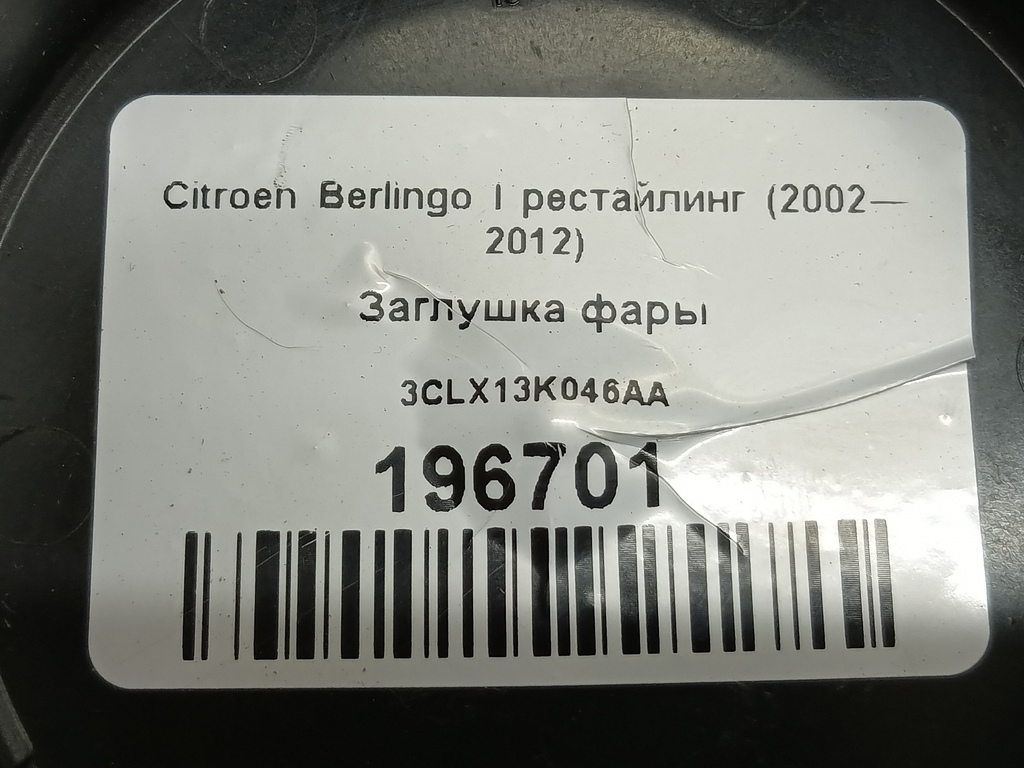 Citroen Berlingo I рестайлинг (2002—
2012)
Заглушка фары
3CLX13K046AA
196701